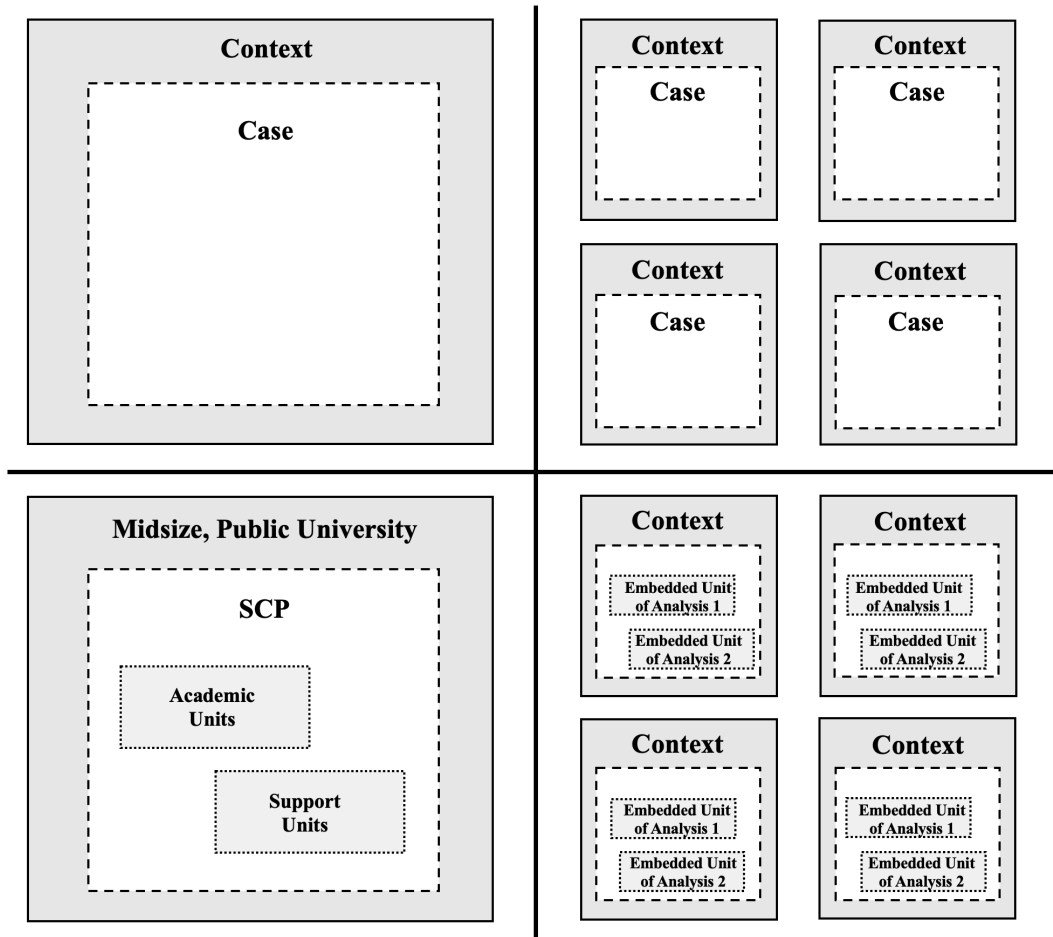 Context
Case
Context
Case
Context
Case
Context
Case
Context
Case
Midsize, Public University
SCP
Academic
Units
Support
Units
Context
Embedded Unit
of Analysis 1
Embedded Unit
of Analysis 2
Context
Embedded Unit
of Analysis 1
Embedded Unit
of Analysis 2
Context
Embedded Unit
of Analysis 1
Embedded Unit
of Analysis 2
Context
Embedded Unit
of Analysis 1
Embedded Unit
of Analysis 2